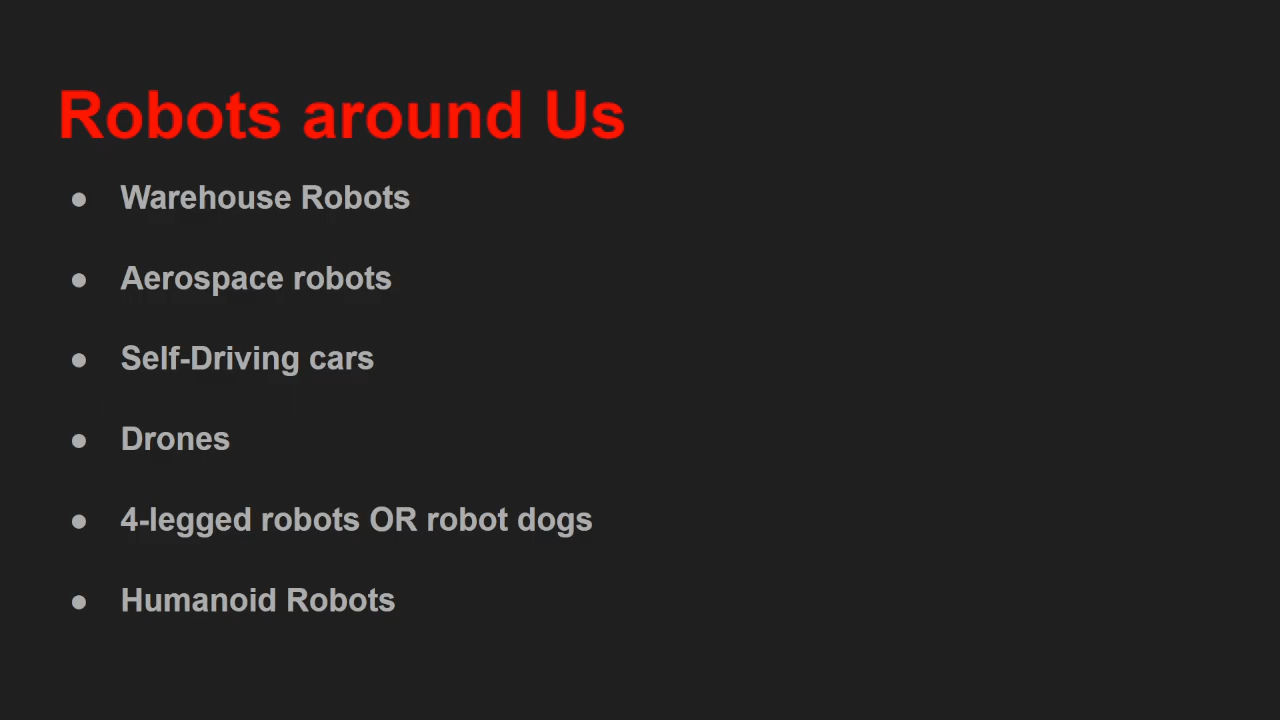 Robots around Us
● Warehouse Robots
● Aerospace robots
● Self-Driving cars
● Drones
● 4-legged robots OR robot dogs
● Humanoid Robots